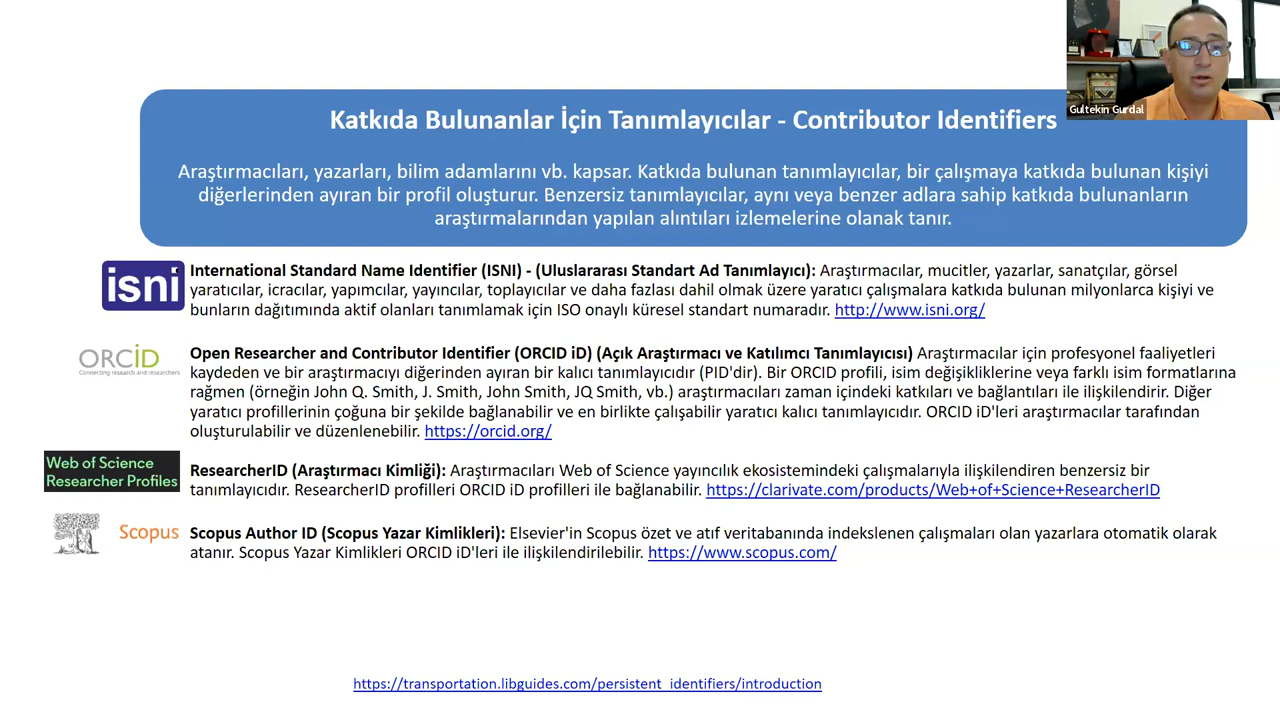 Gultekin Gurdal
Katkıda Bulunanlar İçin Tanımlayıcılar - Contributor Identifiers
Araştırmacıları, yazarları, bilim adamlarını vb. kapsar. Katkıda bulunan tanımlayıcılar, bir çalışmaya katkıda bulunan kişiyi
diğerlerinden ayıran bir profil oluşturur. Benzersiz tanımlayıcılar, aynı veya benzer adlara sahip katkıda bulunanların
araştırmalarından yapılan alıntıları izlemelerine olanak tanır.
isni
International Standard Name Identifier (ISNI) - (Uluslararası Standart Ad Tanımlayıcı): Araştırmacılar, mucitler, yazarlar, sanatçılar, görsel
yaratıcılar, icracılar, yapımcılar, yayıncılar, toplayıcılar ve daha fazlası dahil olmak üzere yaratıcı çalışmalara katkıda bulunan milyonlarca kişiyi ve
bunların dağıtımında aktif olanları tanımlamak için ISO onaylı küresel standart numaradır. http://www.isni.org/
ORCID
Connecting research and researchers
Open Researcher and Contributor Identifier (ORCID iD) (Açık Araştırmacı ve Katılımcı Tanımlayıcısı) Araştırmacılar için profesyonel faaliyetleri
kaydeden ve bir araştırmacıyı diğerinden ayıran bir kalıcı tanımlayıcıdır (PID'dir). Bir ORCID profili, isim değişikliklerine veya farklı isim formatlarına
rağmen (örneğin John Q. Smith, J. Smith, John Smith, JQ Smith, vb.) araştırmacıları zaman içindeki katkıları ve bağlantıları ile ilişkilendirir. Diğer
yaratıcı profillerinin çoğuna bir şekilde bağlanabilir ve en birlikte çalışabilir yaratıcı kalıcı tanımlayıcıdır. ORCID iD'leri araştırmacılar tarafından
oluşturulabilir ve düzenlenebilir. https://orcid.org/
Web of Science
Researcher Profiles
ResearcherID (Araştırmacı Kimliği): Araştırmacıları Web of Science yayıncılık ekosistemindeki çalışmalarıyla ilişkilendiren benzersiz bir
tanımlayıcıdır. ResearcherID profilleri ORCID iD profilleri ile bağlanabilir. https://clarivate.com/products/Web+of+Science+ResearcherID
Scopus
Scopus Author ID (Scopus Yazar Kimlikleri): Elsevier'in Scopus özet ve atıf veritabanında indekslenen çalışmaları olan yazarlara otomatik olarak
atanır. Scopus Yazar Kimlikleri ORCID iD'leri ile ilişkilendirilebilir. https://www.scopus.com/
https://transportation.libguides.com/persistent_identifiers/introduction